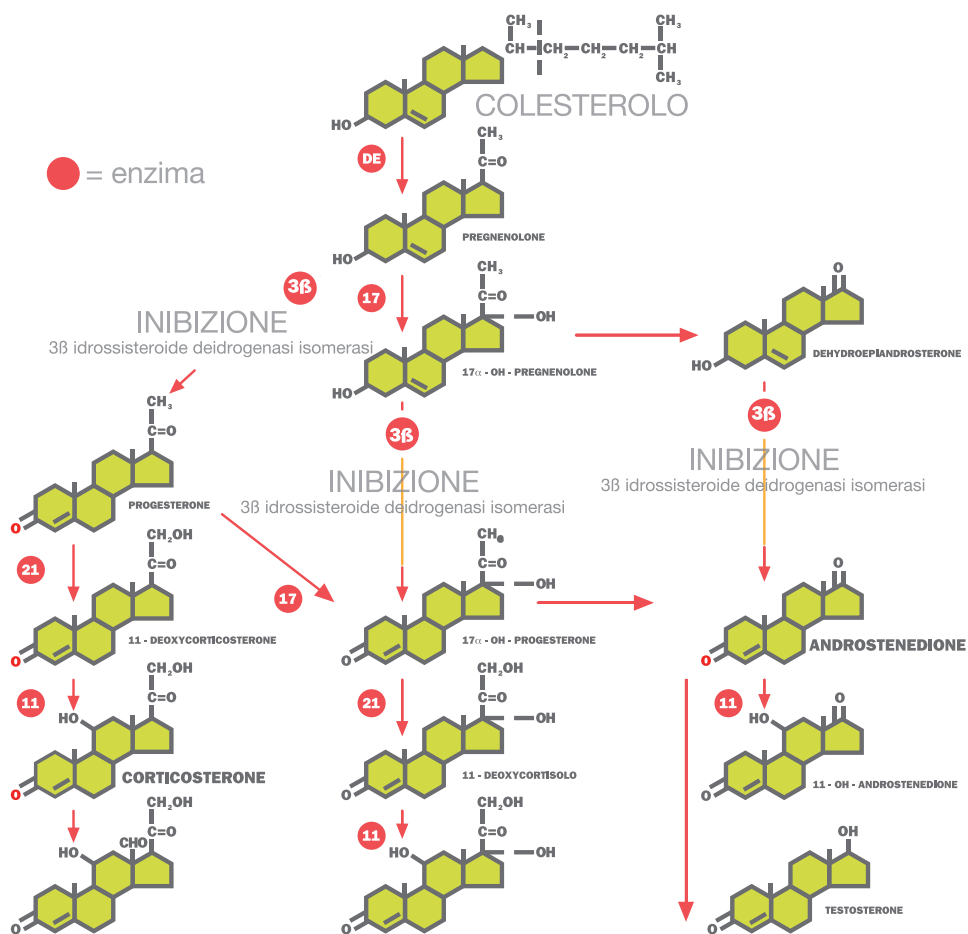 CH₃
CH₃
CH CH₂ CH₂ CH₂ CH
CH₃
HO
COLESTEROLO
= enzima
DE
CH₃
C=O
HO
PREGNENOLONE
3ß
17
CH₃
C=O
OH
HO
17α - OH - PREGNENOLONE
O
HO
DEHYDROEPIANDROSTERONE
INIBIZIONE
3ß idrossisteroide deidrogenasi isomerasi
3ß
3ß
CH₃
C=O
O
PROGESTERONE
INIBIZIONE
3ß idrossisteroide deidrogenasi isomerasi
INIBIZIONE
3ß idrossisteroide deidrogenasi isomerasi
21
CH₂OH
C=O
O
11 - DEOXYCORTICOSTERONE
17
CH
C=O
OH
O
17α - OH - PROGESTERONE
O
O
ANDROSTENEDIONE
11
CH₂OH
C=O
HO
O
CORTICOSTERONE
21
CH₂OH
C=O
OH
O
11 - DEOXYCORTISOLO
11
HO
O
O
11 - OH - ANDROSTENEDIONE
CH₂OH
C=O
CHO
HO
O
11
CH₂OH
C=O
OH
HO
O
OH
O
TESTOSTERONE